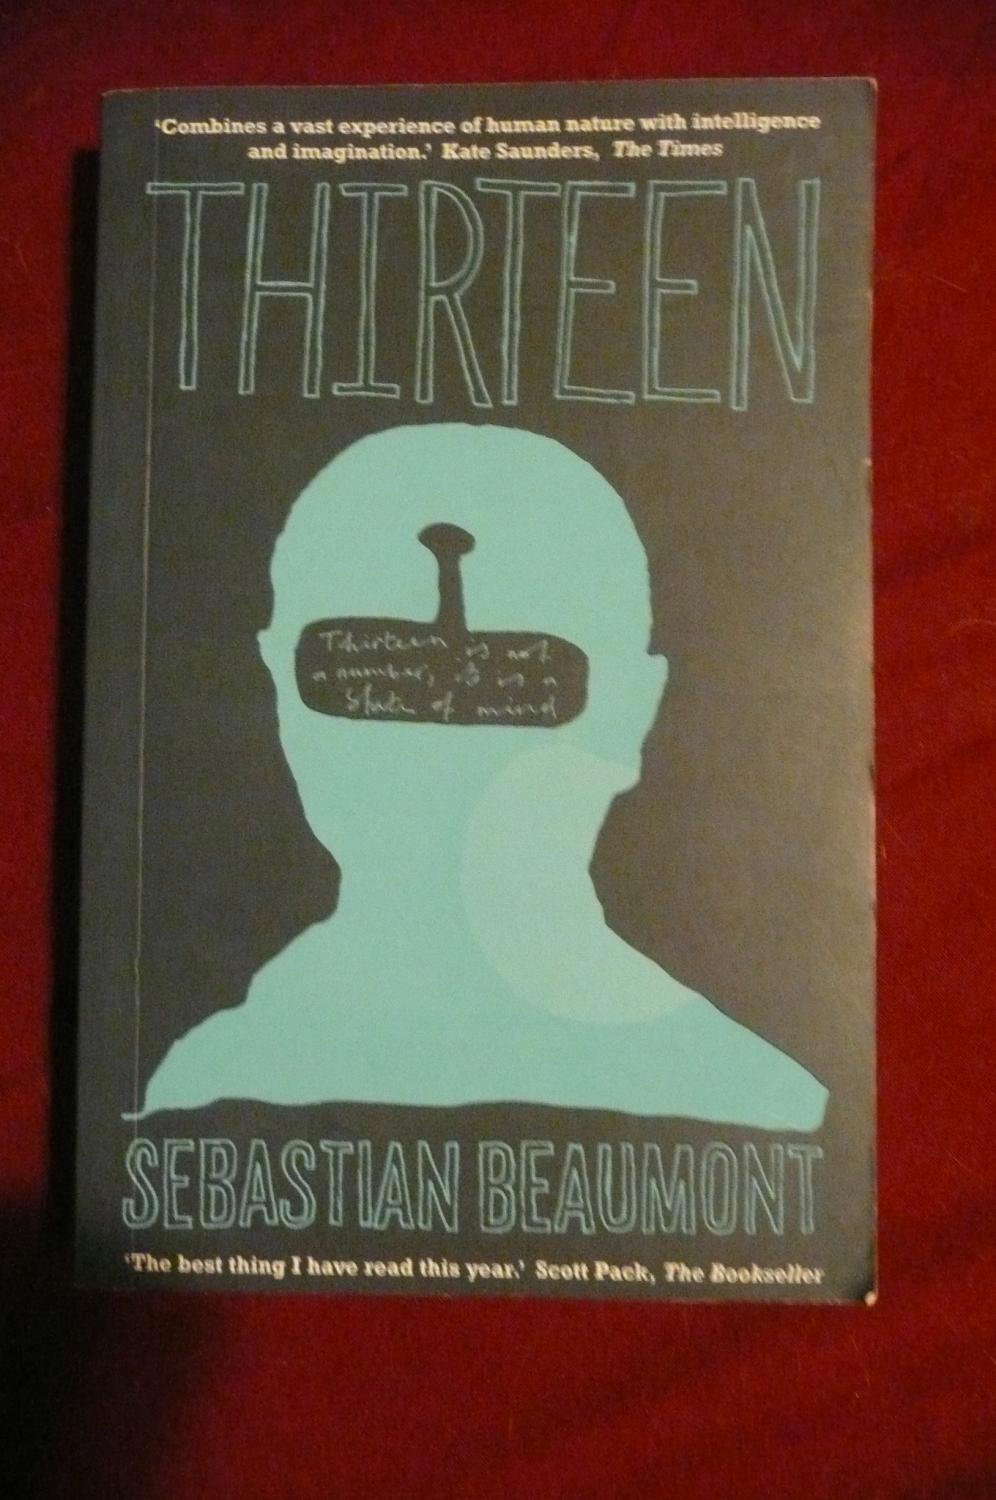 ‘Combines a vast experience of human nature with intelligence
and imagination.’ Kate Saunders, The Times
THIRTEEN
Thirteen is not
a number, it is a
state of mind
SEBASTIAN BEAUMONT
‘The best thing I have read this year.’ Scott Pack, The Bookseller